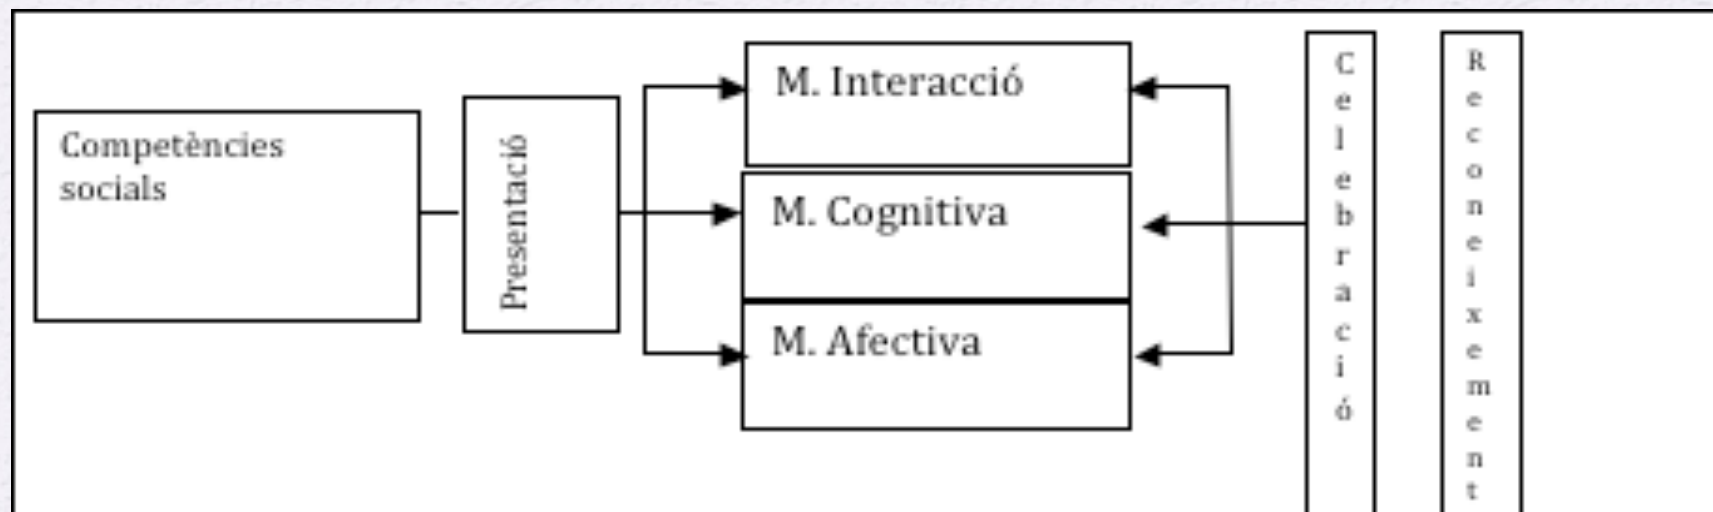 Competències
socials
Presentació
M. Interacció
M. Cognitiva
M. Afectiva
Celebració
Reconeixement